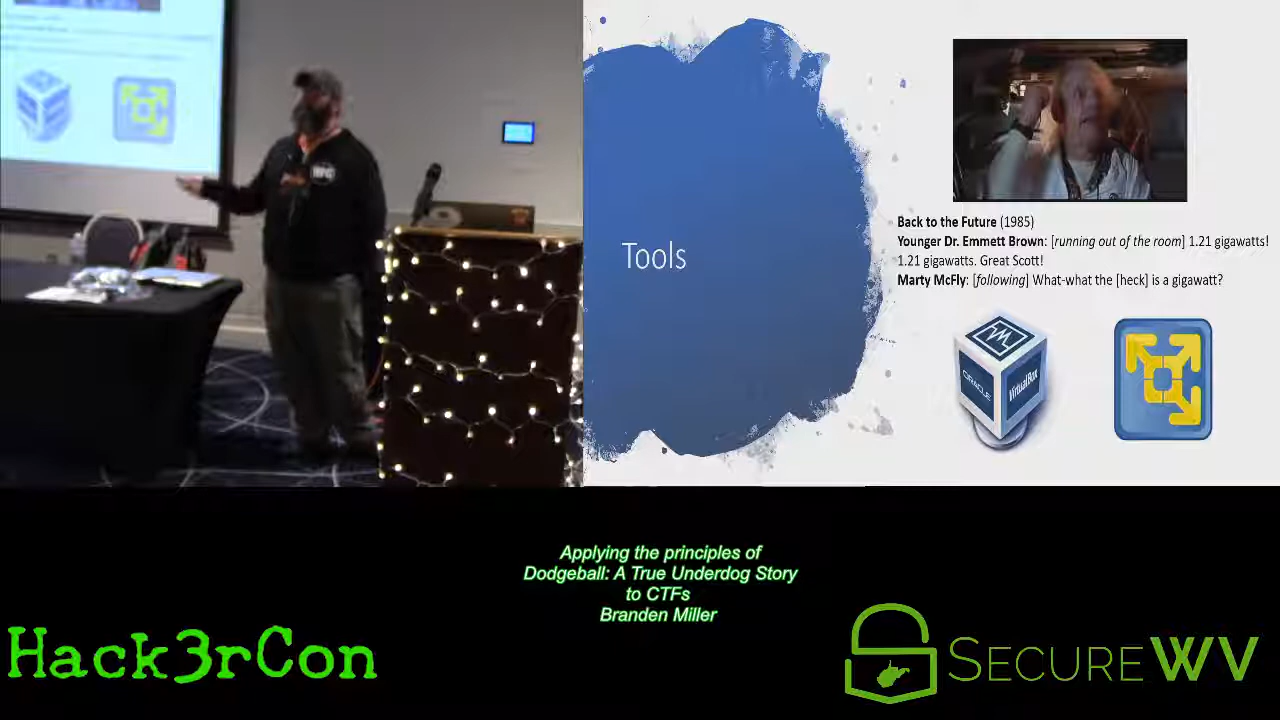 Tools
Back to the Future (1985)
Younger Dr. Emmett Brown: [running out of the room] 1.21 gigawatts!
1.21 gigawatts. Great Scott!
Marty McFly: [following] What-what the [heck] is a gigawatt?
ORACLE
VirtualBox
Applying the principles of
Dodgeball: A True Underdog Story
to CTFs
Branden Miller
Hack3rCon
SECUREWV